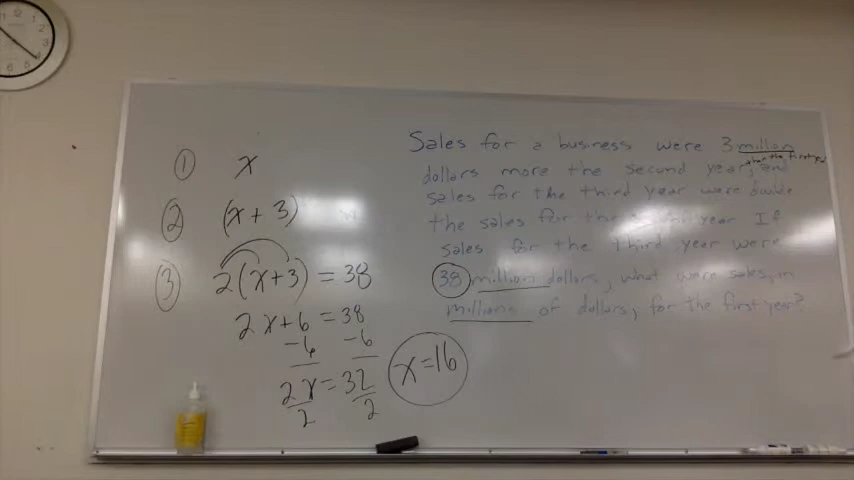 ① x
② (x + 3)
③ 2(x+3) = 38
2x+6 = 38
-6 -6
2x = 32
2 2
x=16
Sales for a business were 3 million
dollars more the second year, than the first year and
sales for the third year were double
the sales for the year If
sales for the third year were
38 million dollars, what were sales, in
millions of dollars, for the first year?